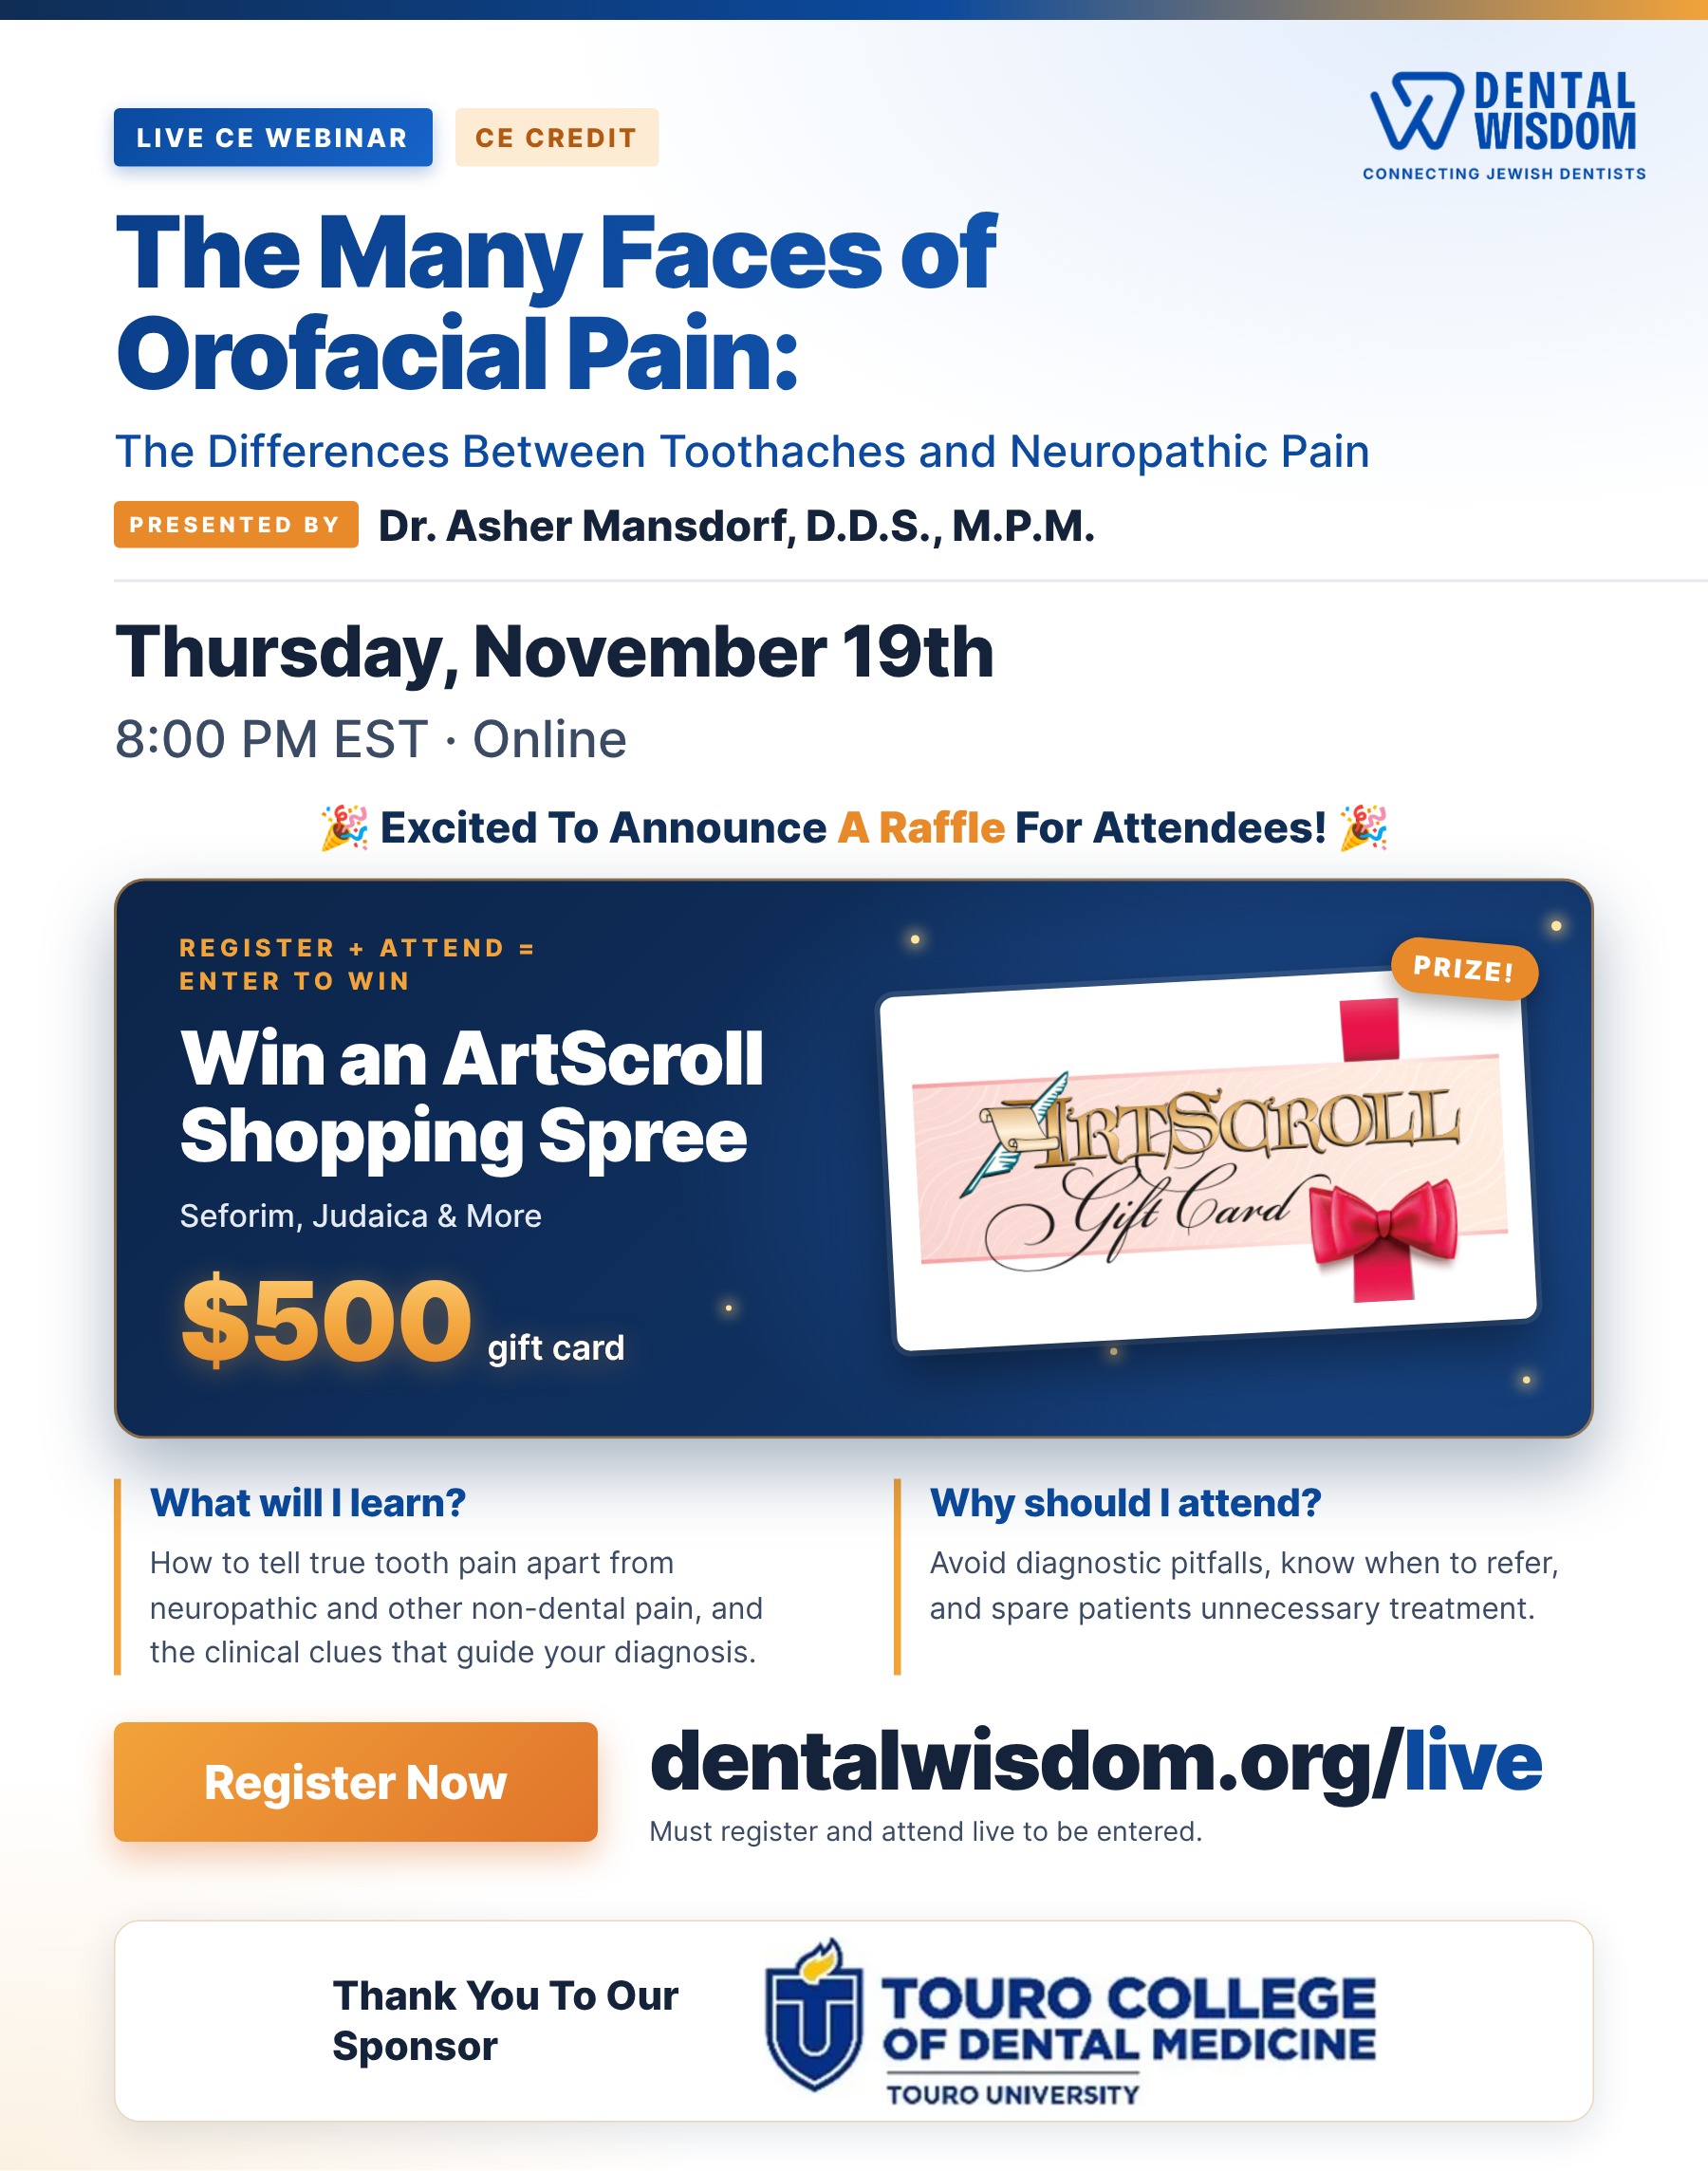 LIVE CE WEBINAR
CE CREDIT
DENTAL
WISDOM
CONNECTING JEWISH DENTISTS
The Many Faces of
Orofacial Pain:
The Differences Between Toothaches and Neuropathic Pain
PRESENTED BY Dr. Asher Mansdorf, D.D.S., M.P.M.
Thursday, November 19th
8:00 PM EST · Online
🎉 Excited To Announce A Raffle For Attendees! 🎉
REGISTER + ATTEND =
ENTER TO WIN
Win an ArtScroll
Shopping Spree
Seforim, Judaica & More
$500 gift card
PRIZE!
ARTSCROLL
Gift Card
What will I learn?
How to tell true tooth pain apart from
neuropathic and other non-dental pain, and
the clinical clues that guide your diagnosis.
Why should I attend?
Avoid diagnostic pitfalls, know when to refer,
and spare patients unnecessary treatment.
Register Now
dentalwisdom.org/live
Must register and attend live to be entered.
Thank You To Our
Sponsor
TOURO COLLEGE
OF DENTAL MEDICINE
TOURO UNIVERSITY